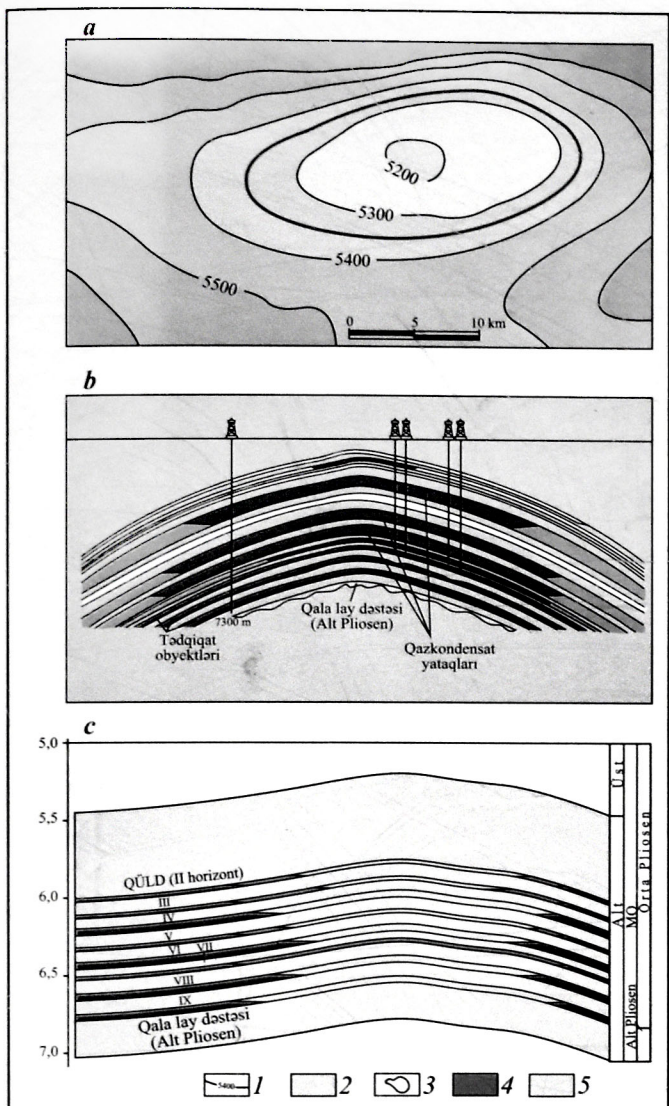 a
5200
5300
5400
5500
0 5 10 km
b
7300 m
Qala lay dəstəsi
(Alt Pliosen)
Tədqiqat
obyektləri
Qazkondensat
yataqları
c
5,0
5,5
6,0
6,5
7,0
QÜLD (II horizont)
III
IV
V
VI VII
VIII
IX
Qala lay dəstəsi
(Alt Pliosen)
Üst
Alt
MQ
Orta Pliosen
Alt Pliosen
5400 1 2 3 4 5